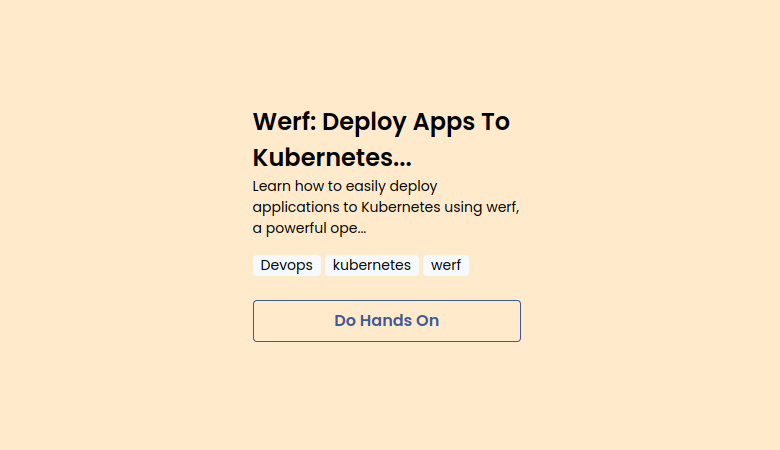 Werf: Deploy Apps To
Kubernetes...
Learn how to easily deploy
applications to Kubernetes using werf,
a powerful ope...
Devops kubernetes werf
Do Hands On